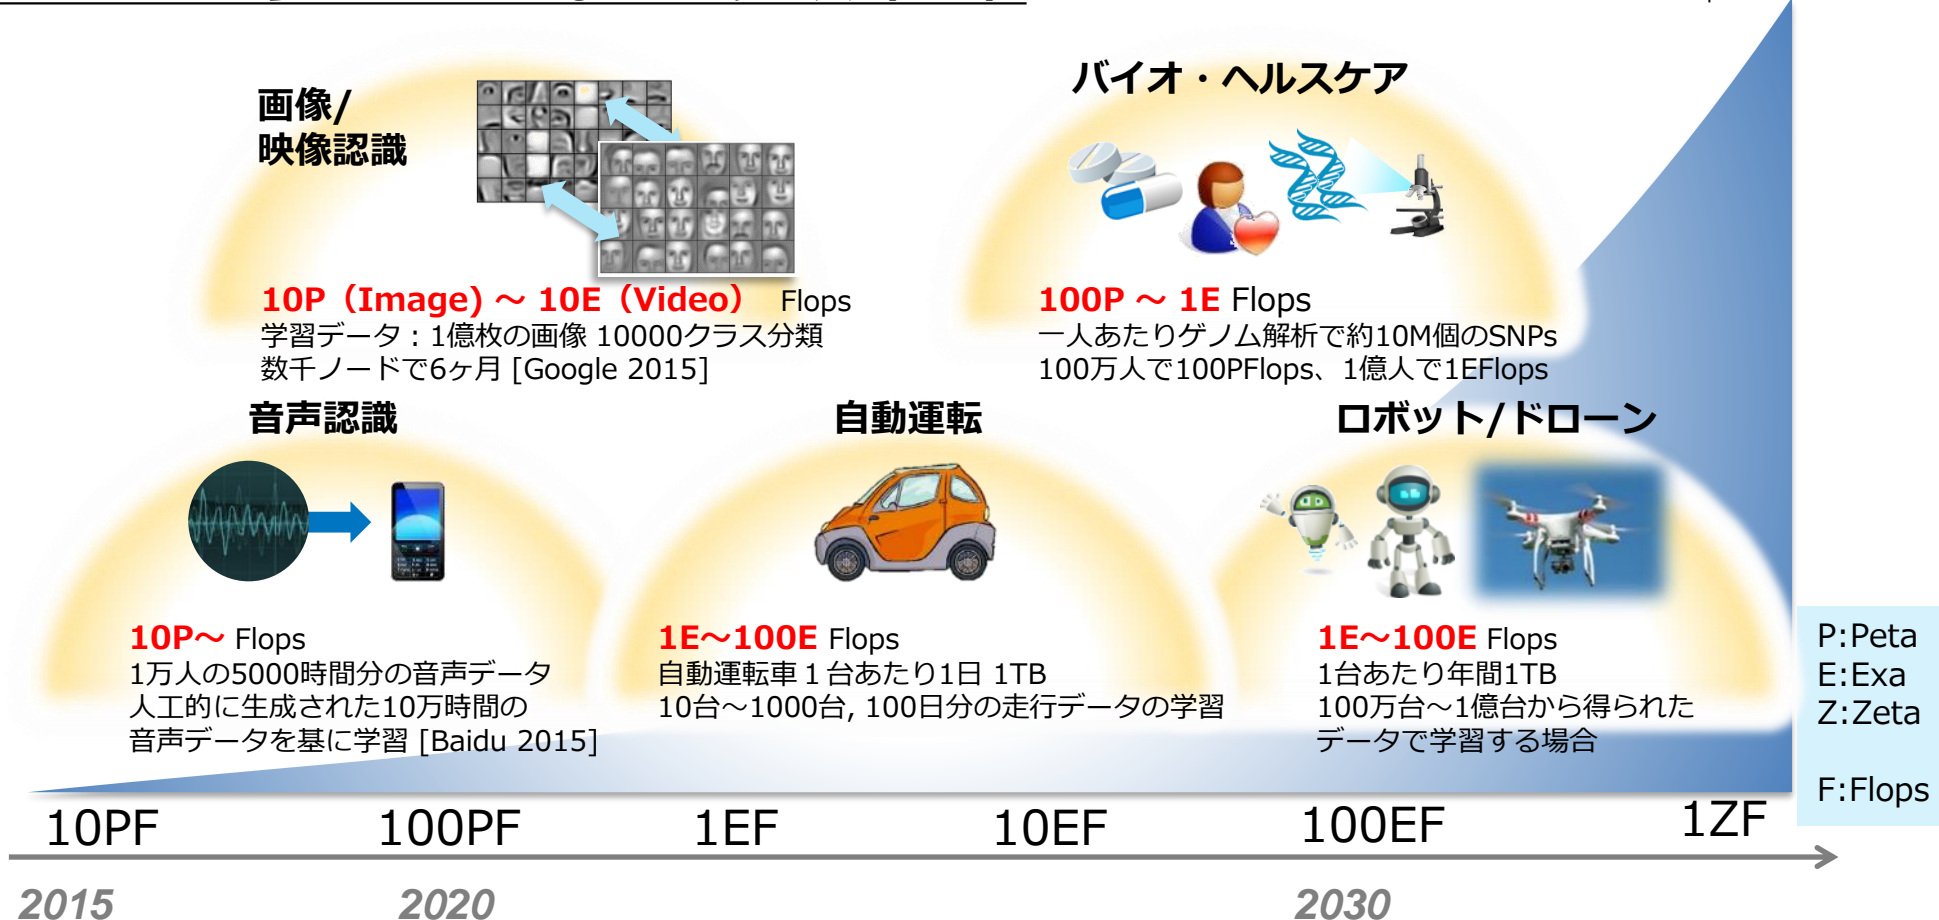 画像/
映像認識
10P（Image) ～ 10E（Video） Flops
学習データ：1億枚の画像 10000クラス分類
数千ノードで6ヶ月 [Google 2015]
バイオ・ヘルスケア
100P ～ 1E Flops
一人あたりゲノム解析で約10M個のSNPs
100万人で100PFlops、1億人で1EFlops
音声認識
10P～ Flops
1万人の5000時間分の音声データ
人工的に生成された10万時間の
音声データを基に学習 [Baidu 2015]
自動運転
1E～100E Flops
自動運転車１台あたり1日 1TB
10台～1000台, 100日分の走行データの学習
ロボット/ドローン
1E～100E Flops
1台あたり年間1TB
100万台～1億台から得られた
データで学習する場合
P:Peta
E:Exa
Z:Zeta
F:Flops
10PF 100PF 1EF 10EF 100EF 1ZF
2015 2020 2030